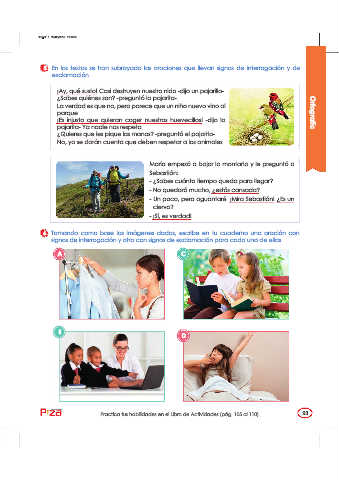 En los textos se han subrayado las oraciones que llevan signos de interrogación y de
exclamación
¡Ay, qué susto! Casi destruyen nuestro nido -dijo un pajarillo-
¿Sabes quiénes son? -preguntó la pajarita-
La verdad es que no, pero parece que un niño nuevo vino al
parque
¡Es injusto que quieran coger nuestros huevecillos! -dijo la
pajarita- Ya nadie nos respeta
¿Quieres que les pique las manos? -preguntó el pajarito-
No, ya se darán cuenta que deben respetar a los animales
María empezó a bajar la montaña y le preguntó a
Sebastián:
- ¿Sabes cuánto tiempo queda para llegar?
- No quedará mucho, ¿estás cansada?
- Un poco, pero aguantaré ¡Mira Sebastián! ¿Es un
ciervo?
- ¡Sí, es verdad!
Ortografía
Tomando como base las imágenes dadas, escribe en tu cuaderno una oración con
signos de interrogación y otra con signos de exclamación para cada una de ellas
A
C
B
D
Practica tus habilidades en el Libro de Actividades (pág. 105 al 110)
93